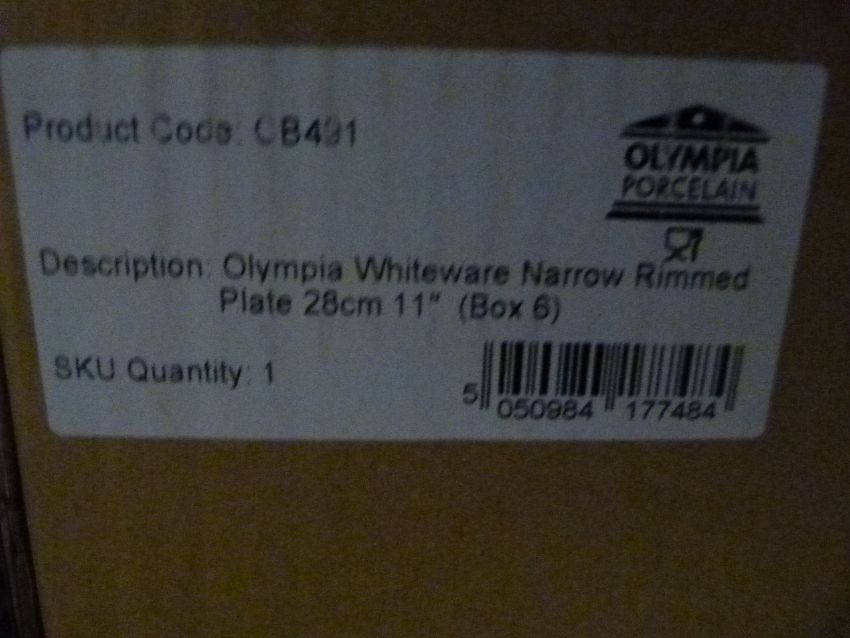 Product Code: CB491
OLYMPIA
PORCELAIN
Description: Olympia Whiteware Narrow Rimmed
Plate 28cm 11" (Box 6)
SKU Quantity: 1
5 050984 177484